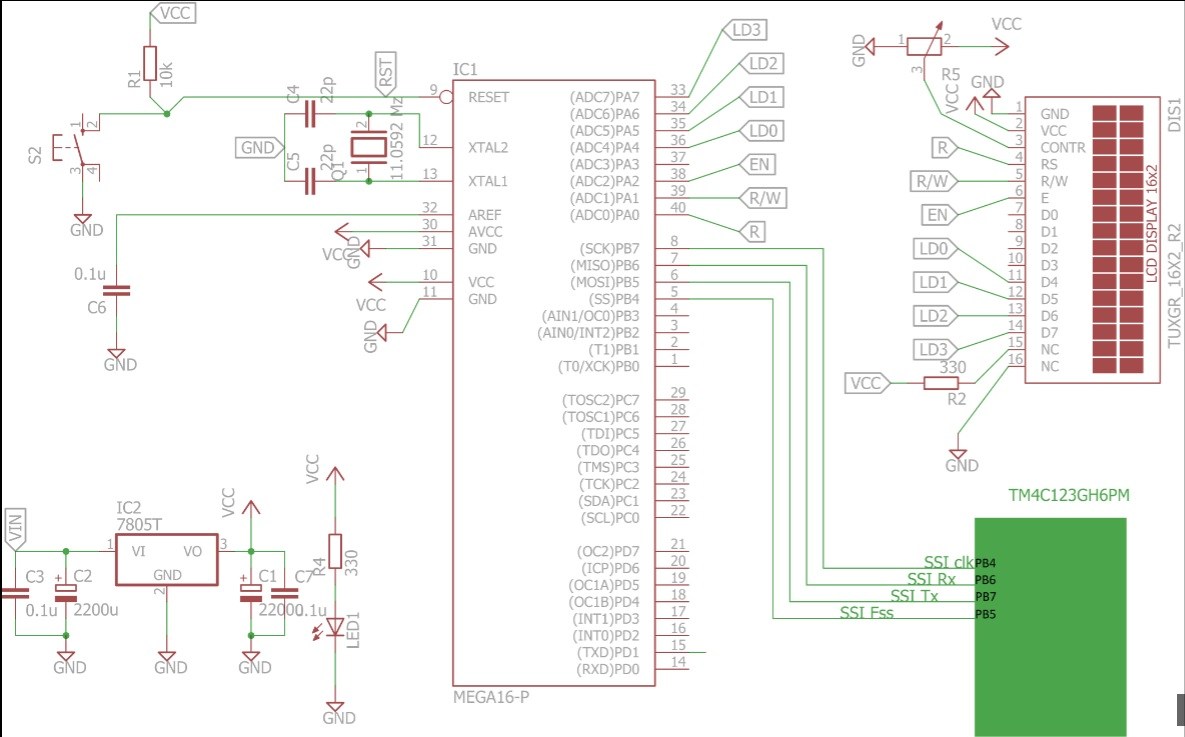 VCC
R1
10k
S2
1
2
3
4
GND
0.1u
C6
GND
GND
C4
22p
C5
22p
Q1
2
1
11.0592 Mz
RST
VCC
GND
VCC
GND
IC1
9 RESET
12 XTAL2
13 XTAL1
32 AREF
30 AVCC
31 GND
10 VCC
11 GND
(ADC7)PA7 33
(ADC6)PA6 34
(ADC5)PA5 35
(ADC4)PA4 36
(ADC3)PA3 37
(ADC2)PA2 38
(ADC1)PA1 39
(ADC0)PA0 40
(SCK)PB7 8
(MISO)PB6 7
(MOSI)PB5 6
(SS)PB4 5
(AIN1/OC0)PB3 4
(AIN0/INT2)PB2 3
(T1)PB1 2
(T0/XCK)PB0 1
(TOSC2)PC7 29
(TOSC1)PC6 28
(TDI)PC5 27
(TDO)PC4 26
(TMS)PC3 25
(TCK)PC2 24
(SDA)PC1 23
(SCL)PC0 22
(OC2)PD7 21
(ICP)PD6 20
(OC1A)PD5 19
(OC1B)PD4 18
(INT1)PD3 17
(INT0)PD2 16
(TXD)PD1 15
(RXD)PD0 14
MEGA16-P
LD3
LD2
LD1
LD0
EN
R/W
R
GND
1
2
3
VCC
R5
VCC
GND
R
R/W
EN
LD0
LD1
LD2
LD3
VCC
330
R2
GND
1 GND
2 VCC
3 CONTR
4 RS
5 R/W
6 E
7 D0
8 D1
9 D2
10 D3
11 D4
12 D5
13 D6
14 D7
15 NC
16 NC
LCD DISPLAY 16x2
DIS1
TUXGR_16X2_R2
VIN
C3
0.1u
C2
+
2200u
GND
IC2
7805T
1 VI
VO 3
GND
2
GND
VCC
+
C1
2200u
C7
0.1u
GND
VCC
R4
330
LED1
GND
TM4C123GH6PM
SSI clk PB4
SSI Rx PB6
SSI Tx PB7
SSI Fss PB5